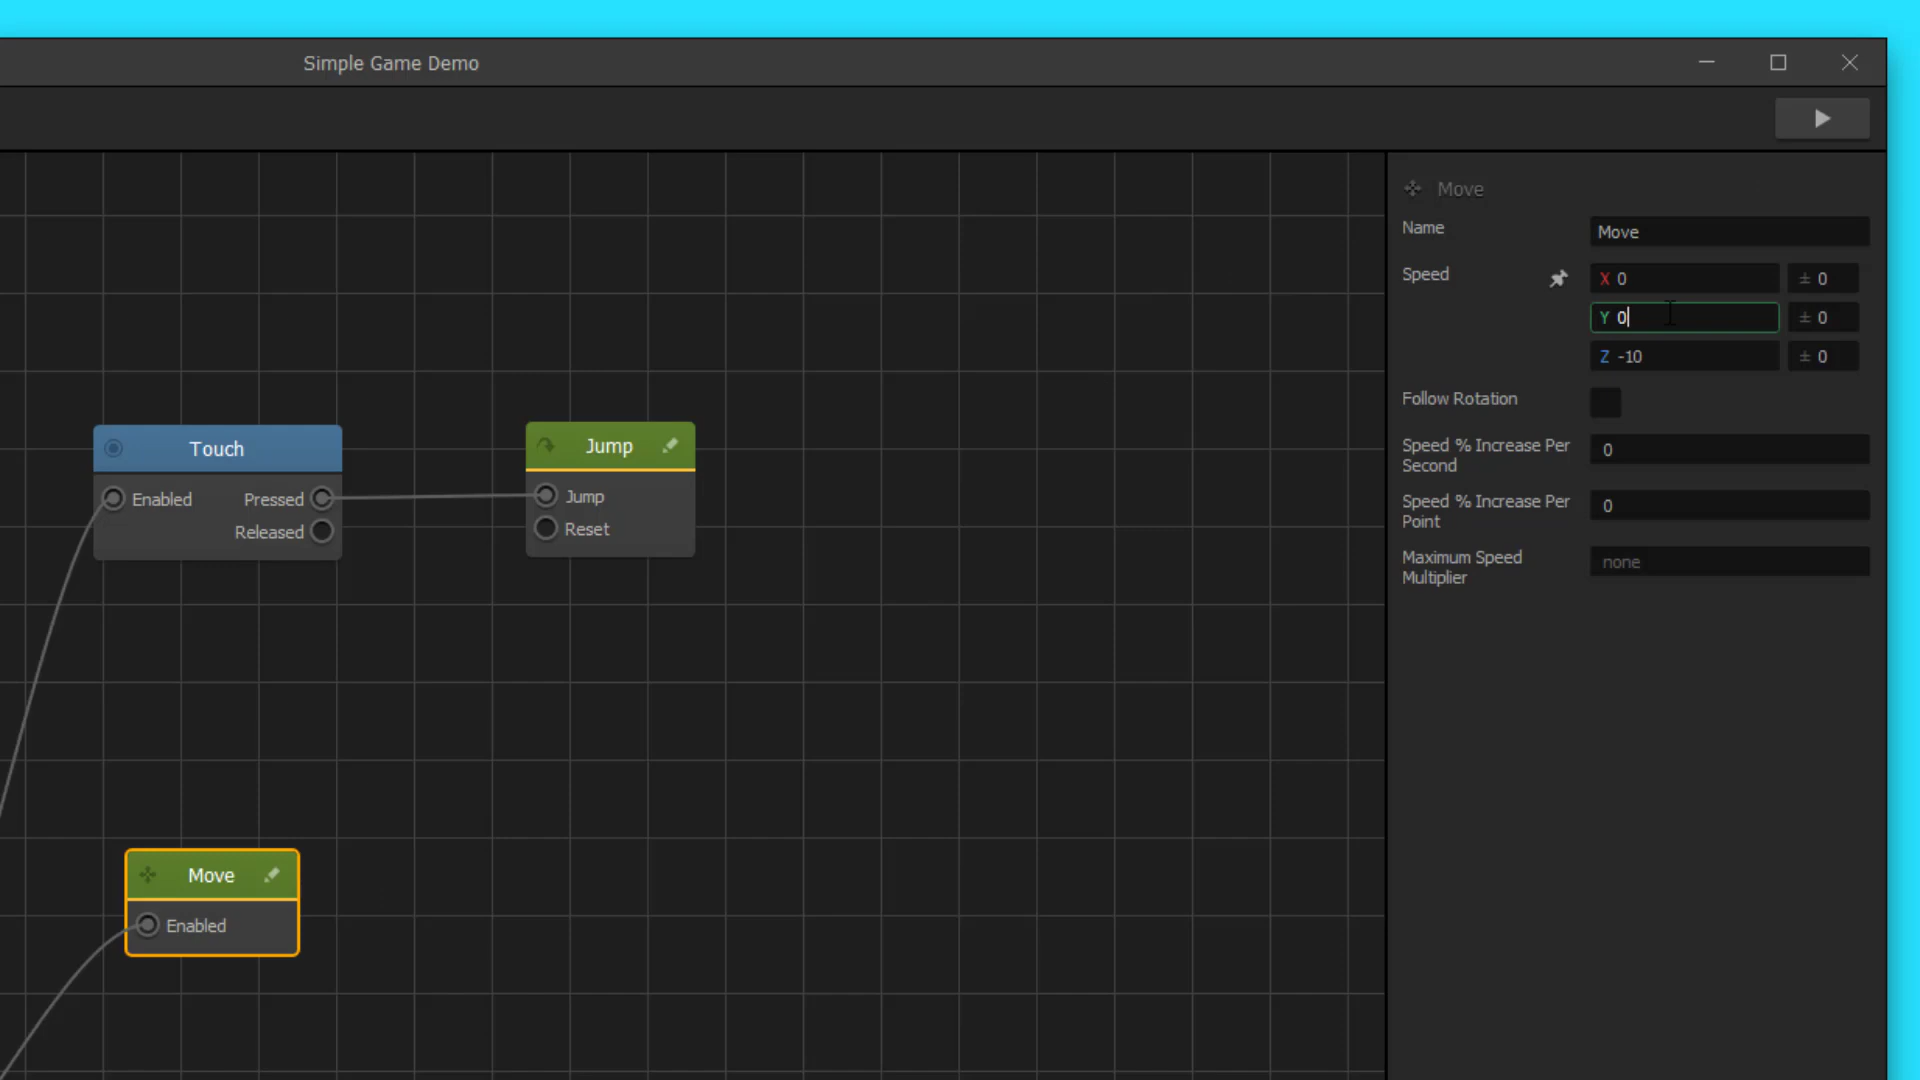 Simple Game Demo
Move
Name
Move
Speed
X 0
± 0
Y 0
± 0
Z -10
± 0
Follow Rotation
Speed % Increase Per
Second
0
Speed % Increase Per
Point
0
Maximum Speed
Multiplier
none
Touch
Enabled
Pressed
Released
Jump
Jump
Reset
Move
Enabled